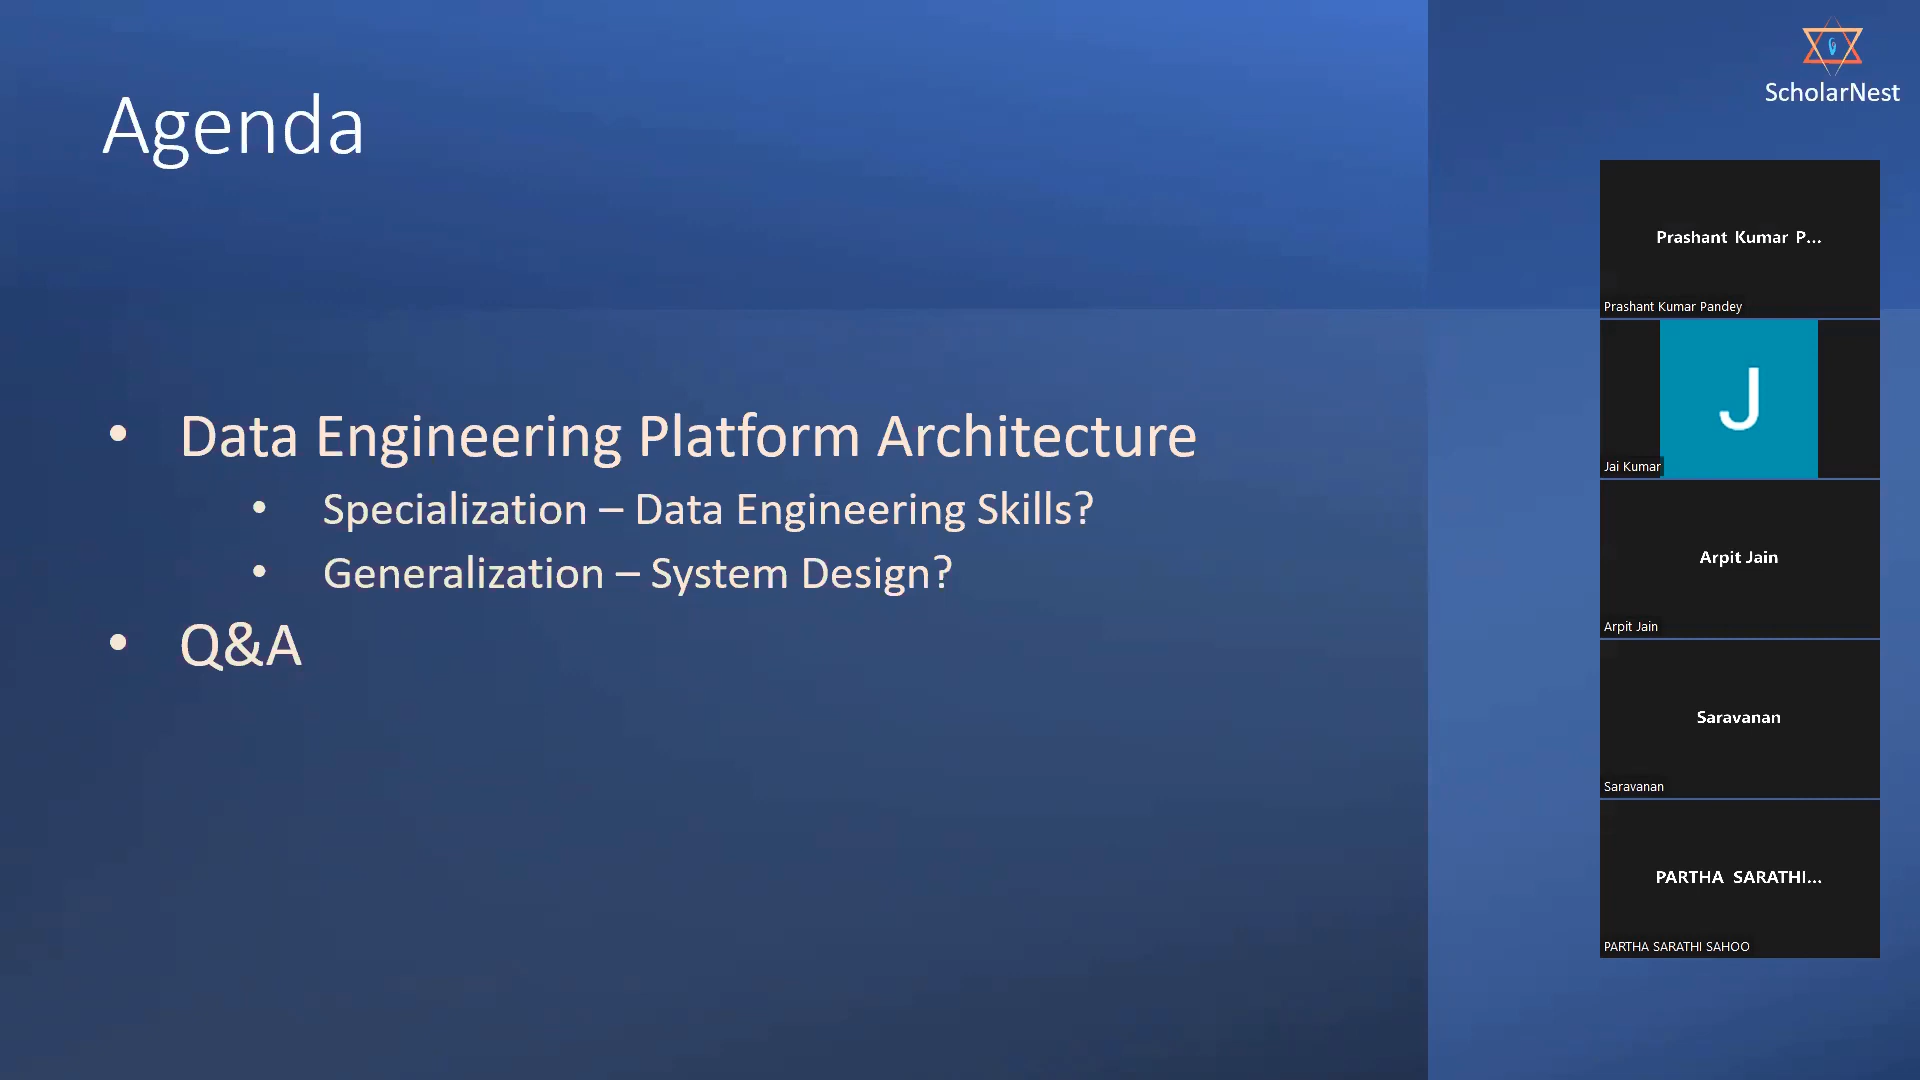 Agenda
• Data Engineering Platform Architecture
• Specialization – Data Engineering Skills?
• Generalization – System Design?
• Q&A
ScholarNest
Prashant Kumar P...
Prashant Kumar Pandey
J
Jai Kumar
Arpit Jain
Arpit Jain
Saravanan
Saravanan
PARTHA SARATHI...
PARTHA SARATHI SAHOO